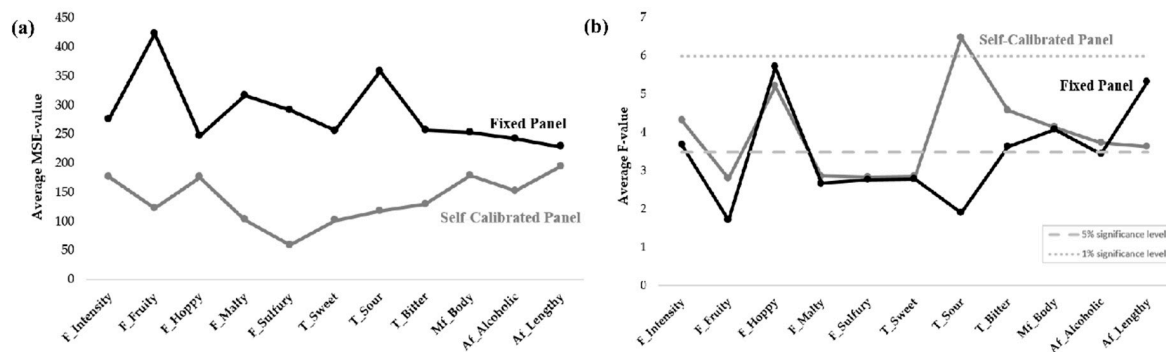 (a)
Average MSE-value
450
400
350
300
250
200
150
100
50
0
Fixed Panel
Self-Calibrated Panel
F_Intensity
F_Fruity
F_Hoppy
F_Malty
F_Sulfury
T_Sweet
T_Sour
T_Bitter
Mf_Body
Af_Alcoholic
Af_Lengthy
(b)
Average F-value
7
6
5
4
3
2
1
0
Self-Calibrated Panel
Fixed Panel
5% significance level
1% significance level
F_Intensity
F_Fruity
F_Hoppy
F_Malty
F_Sulfury
T_Sweet
T_Sour
T_Bitter
Mf_Body
Af_Alcoholic
Af_Lengthy